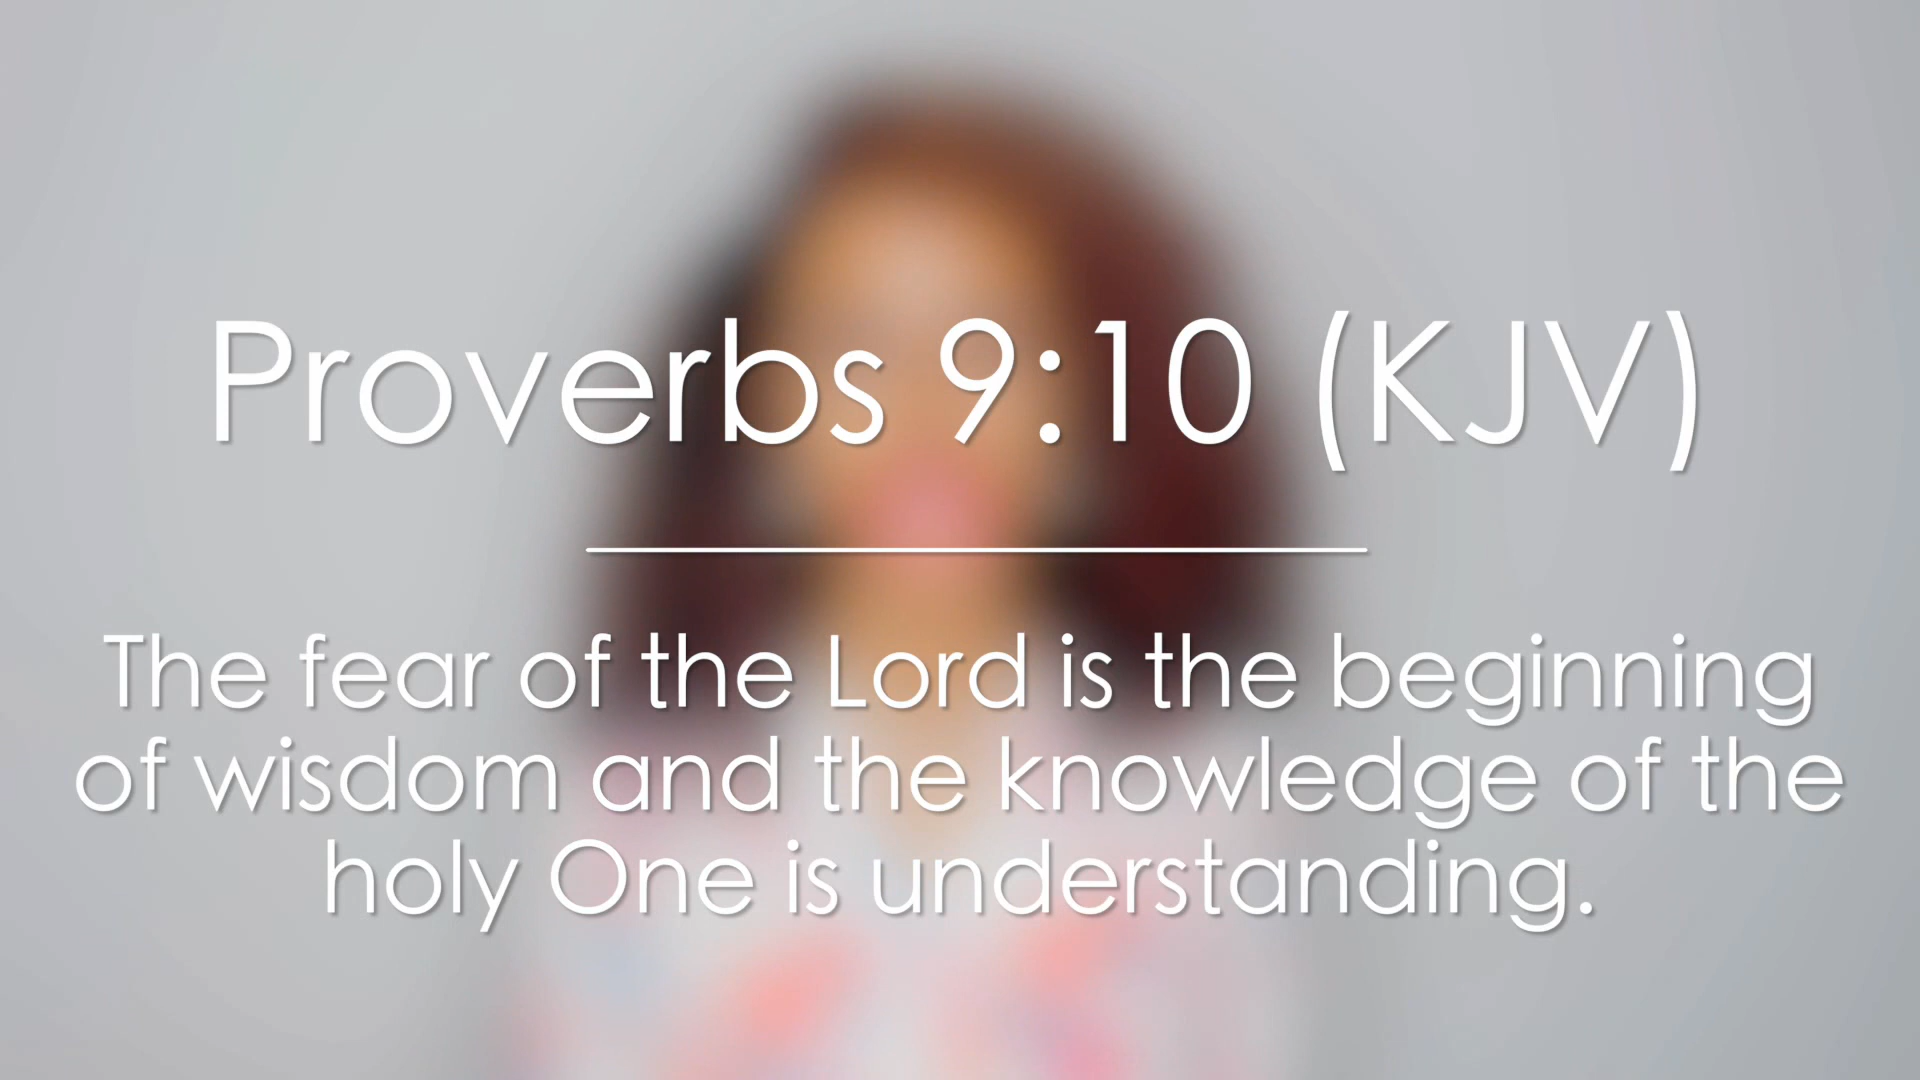 Proverbs 9:10 (KJV)
The fear of the Lord is the beginning
of wisdom and the knowledge of the
holy One is understanding.